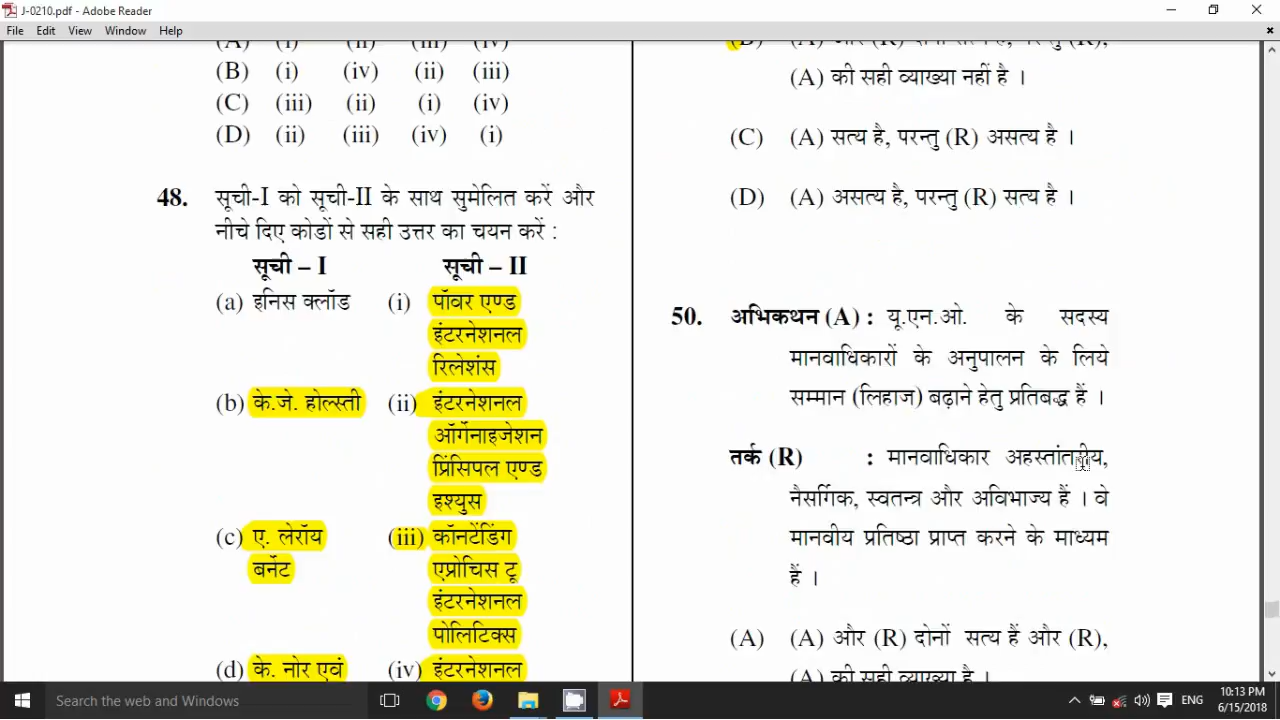 J-0210.pdf - Adobe Reader
File Edit View Window Help
(B) (i) (iv) (ii) (iii)
(C) (iii) (ii) (i) (iv)
(D) (ii) (iii) (iv) (i)
48. सूची-I को सूची-II के साथ सुमेलित करें और
नीचे दिए कोडों से सही उत्तर का चयन करें :
सूची – I सूची – II
(a) इनिस क्लॉड (i) पॉवर एण्ड
इंटरनेशनल
रिलेशंस
(b) के.जे. होल्स्ती (ii) इंटरनेशनल
ऑर्गेनाइजेशन
प्रिंसिपल एण्ड
इश्युस
(c) ए. लेरॉय (iii) कॉनटेंडिंग
बर्नेट एप्रोचिस टू
इंटरनेशनल
पोलिटिक्स
(d) के. नोर एवं (iv) इंटरनेशनल
(A) और (R) दोनों सत्य हैं, परन्तु (R),
(A) की सही व्याख्या नहीं है ।
(C) (A) सत्य है, परन्तु (R) असत्य है ।
(D) (A) असत्य है, परन्तु (R) सत्य है ।
50. अभिकथन (A) : यू.एन.ओ. के सदस्य
मानवाधिकारों के अनुपालन के लिये
सम्मान (लिहाज) बढ़ाने हेतु प्रतिबद्ध हैं ।
तर्क (R) : मानवाधिकार अहस्तांतरीय,
नैसर्गिक, स्वतन्त्र और अविभाज्य हैं । वे
मानवीय प्रतिष्ठा प्राप्त करने के माध्यम
हैं ।
(A) (A) और (R) दोनों सत्य हैं और (R),
(A) की सही व्याख्या है ।
Search the web and Windows
ENG
10:13 PM
6/15/2018